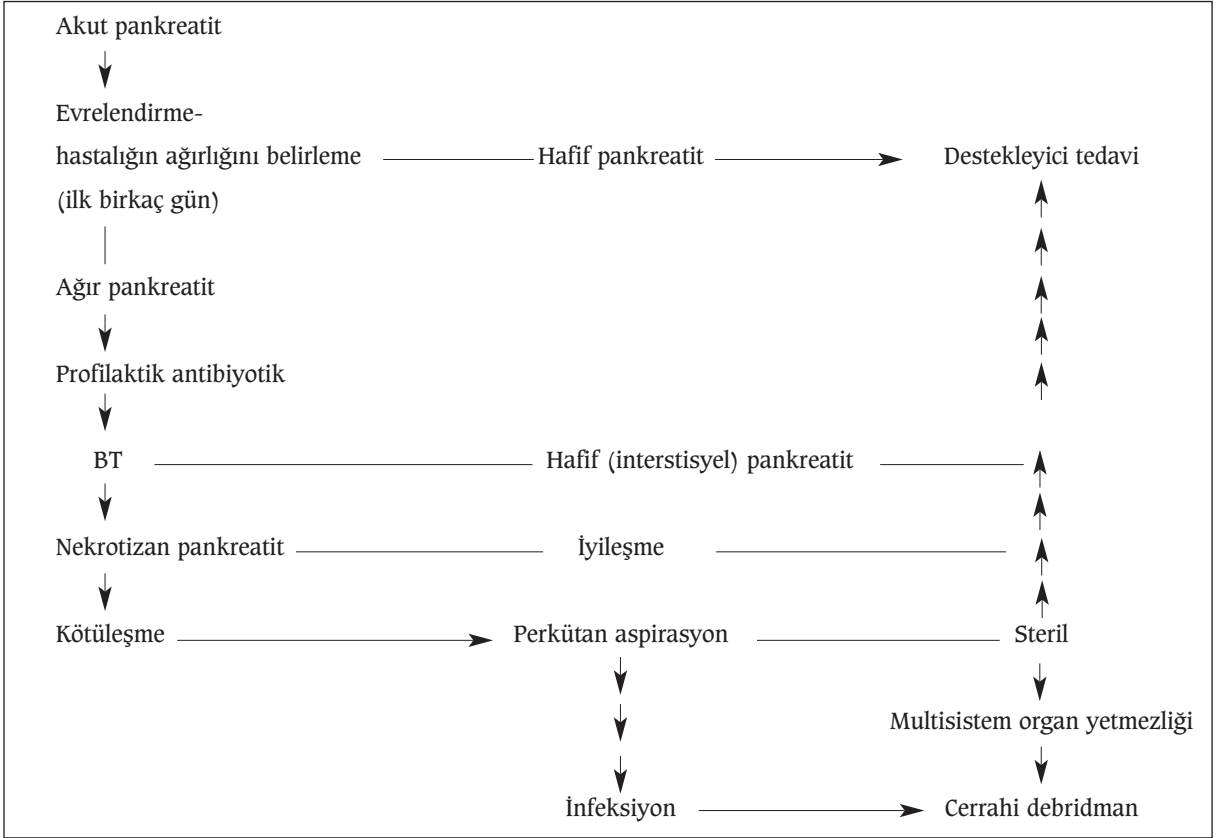 Akut pankreatit
Evrelendirme-
hastalığın ağırlığını belirleme Hafif pankreatit Destekleyici tedavi
(ilk birkaç gün)
Ağır pankreatit
Profilaktik antibiyotik
BT Hafif (interstisyel) pankreatit
Nekrotizan pankreatit İyileşme
Kötüleşme Perkütan aspirasyon Steril
Multisistem organ yetmezliği
İnfeksiyon Cerrahi debridman